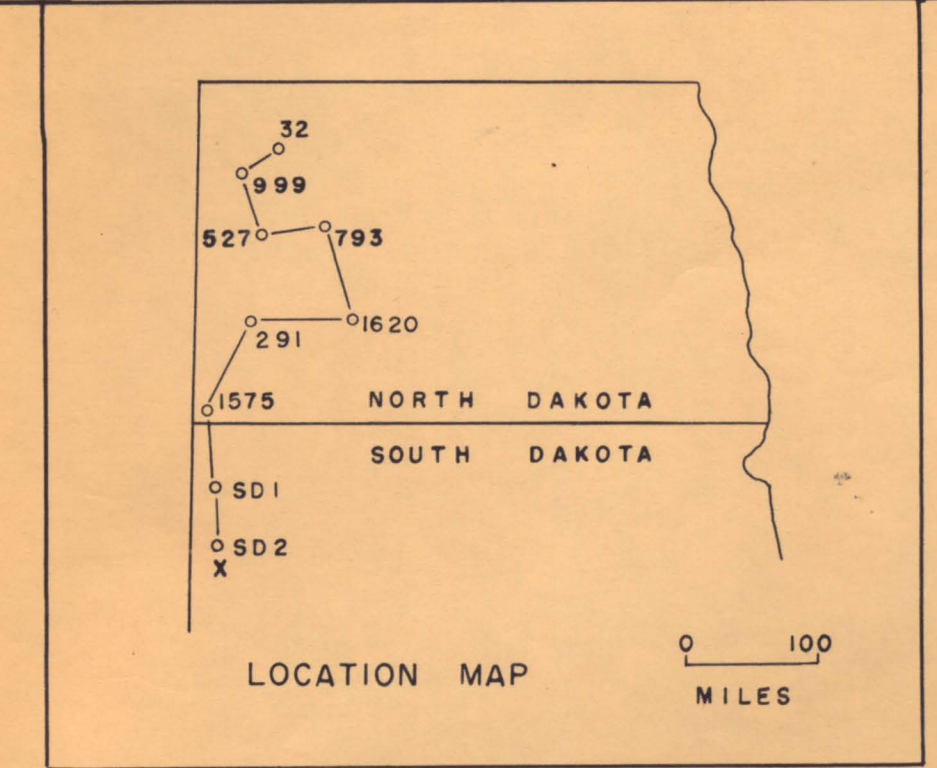 32
999
527
793
1620
291
1575
NORTH DAKOTA
SOUTH DAKOTA
SD1
SD2
X
0 100
MILES
LOCATION MAP